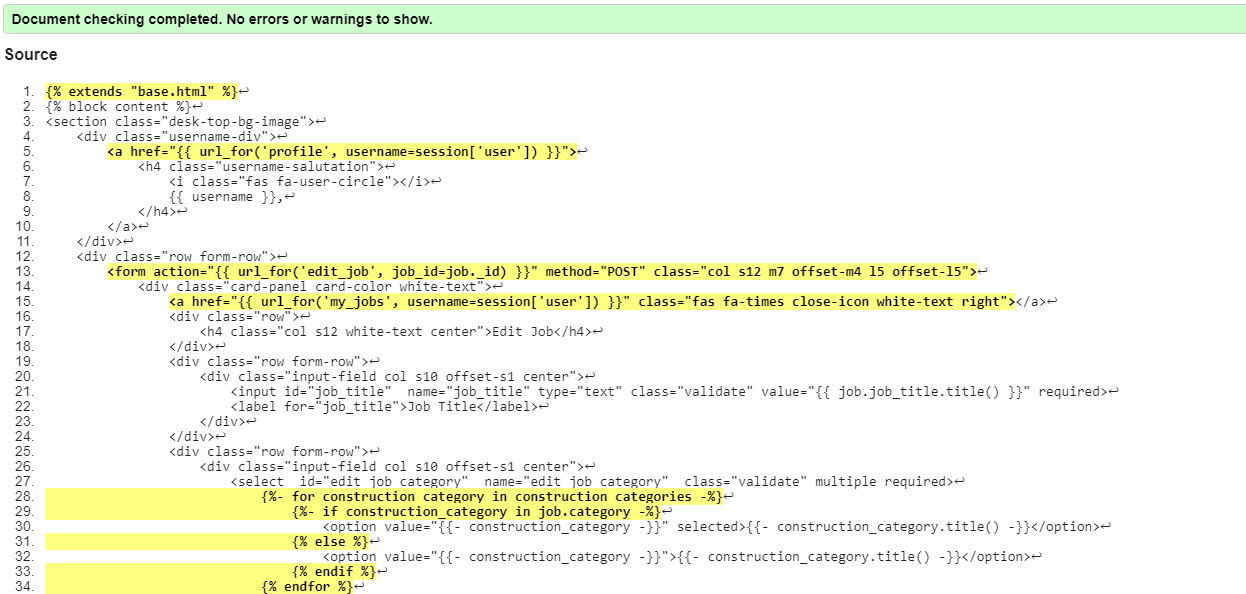 Document checking completed. No errors or warnings to show.
Source
1. {% extends "base.html" %}↩
2. {% block content %}↩
3. <section class="desk-top-bg-image">↩
4. <div class="username-div">↩
5. <a href="{{ url_for('profile', username=session['user']) }}">↩
6. <h4 class="username-salutation">↩
7. <i class="fas fa-user-circle"></i>↩
8. {{ username }},↩
9. </h4>↩
10. </a>↩
11. </div>↩
12. <div class="row form-row">↩
13. <form action="{{ url_for('edit_job', job_id=job._id) }}" method="POST" class="col s12 m7 offset-m4 l5 offset-l5">↩
14. <div class="card-panel card-color white-text">↩
15. <a href="{{ url_for('my_jobs', username=session['user']) }}" class="fas fa-times close-icon white-text right"></a>↩
16. <div class="row">↩
17. <h4 class="col s12 white-text center">Edit Job</h4>↩
18. </div>↩
19. <div class="row form-row">↩
20. <div class="input-field col s10 offset-s1 center">↩
21. <input id="job_title"  name="job_title" type="text" class="validate" value="{{ job.job_title.title() }}" required>↩
22. <label for="job_title">Job Title</label>↩
23. </div>↩
24. </div>↩
25. <div class="row form-row">↩
26. <div class="input-field col s10 offset-s1 center">↩
27. <select  id="edit_job_category"  name="edit_job_category"  class="validate" multiple required>↩
28. {%- for construction_category in construction_categories -%}↩
29. {%- if construction_category in job.category -%}↩
30. <option value="{{- construction_category -}}" selected>{{- construction_category.title() -}}</option>↩
31. {% else %}↩
32. <option value="{{- construction_category -}}">{{- construction_category.title() -}}</option>↩
33. {% endif %}↩
34. {% endfor %}↩